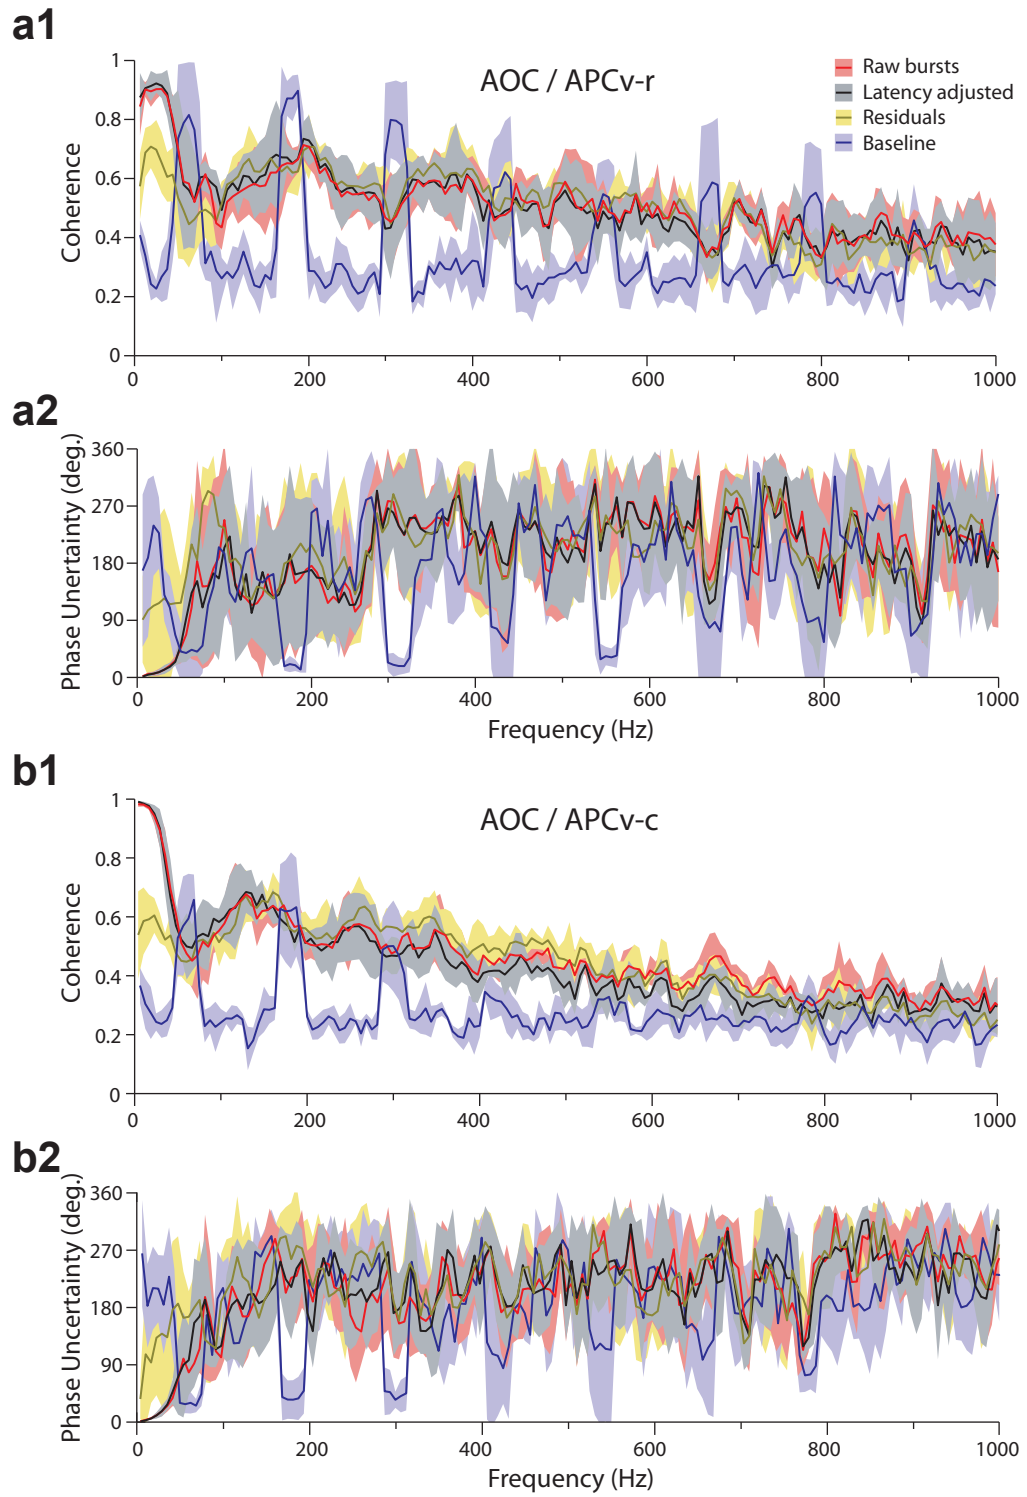 a1
AOC / APCv-r
Raw bursts
Latency adjusted
Residuals
Baseline
Coherence
1
0.8
0.6
0.4
0.2
0
0 200 400 600 800 1000
a2
Phase Unertainty (deg.)
360
270
180
90
0
0 200 400 600 800 1000
Frequency (Hz)
b1
AOC / APCv-c
Coherence
1
0.8
0.6
0.4
0.2
0
0 200 400 600 800 1000
b2
Phase Uncertainty (deg.)
360
270
180
90
0
0 200 400 600 800 1000
Frequency (Hz)